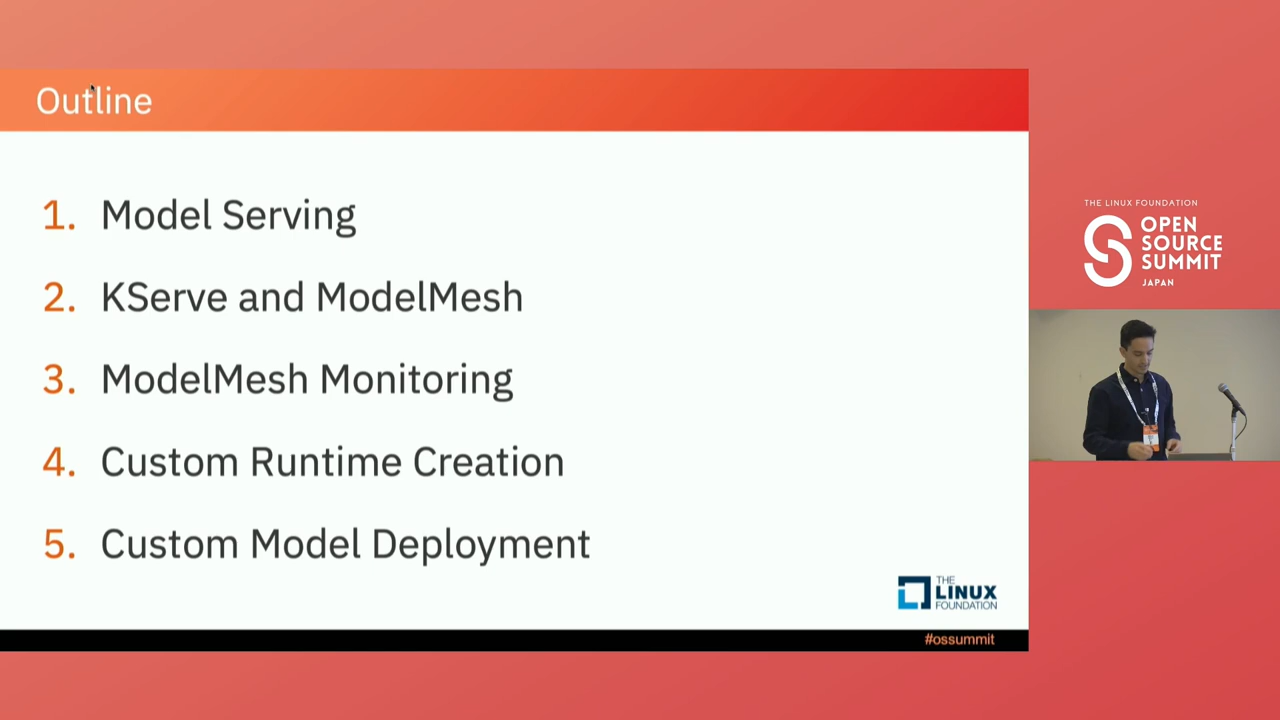 Outline
1. Model Serving
2. KServe and ModelMesh
3. ModelMesh Monitoring
4. Custom Runtime Creation
5. Custom Model Deployment
THE
LINUX
FOUNDATION
#ossummit
THE LINUX FOUNDATION
OPEN
SOURCE
SUMMIT
JAPAN